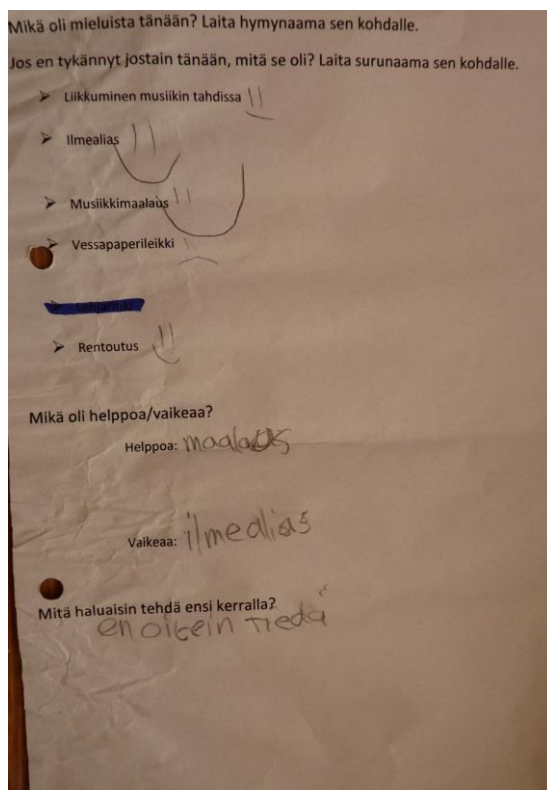 Mikä oli mieluista tänään? Laita hymynaama sen kohdalle.
Jos en tykännyt jostain tänään, mitä se oli? Laita surunaama sen kohdalle.
➤ Liikkuminen musiikin tahdissa
➤ Ilmealias
➤ Musiikkimaalaus
➤ Vessapaperileikki
➤ Rentoutus
Mikä oli helppoa/vaikeaa?
Helppoa: maalaus
Vaikeaa: ilmealias
Mitä haluaisin tehdä ensi kerralla?
en oikein tiedä